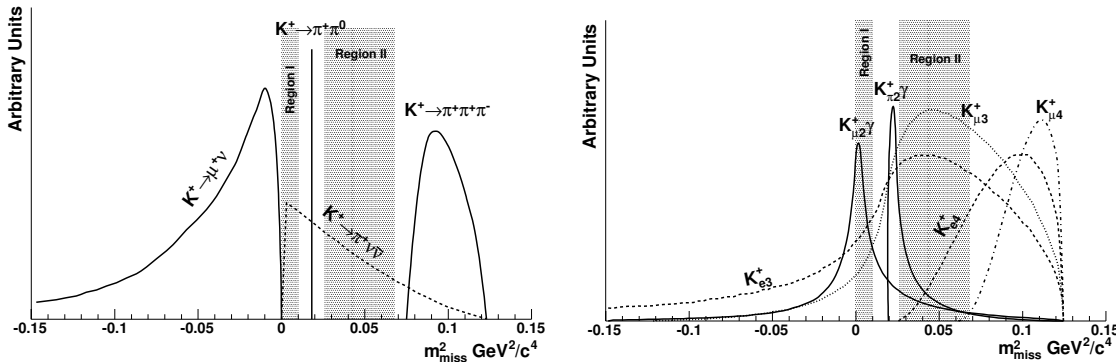 Arbitrary Units
K⁺→π⁺π⁰
Region I
Region II
K⁺→π⁺π⁺π⁻
K⁺→μ⁺ν
K⁺→π⁺νν̄
-0.15 -0.1 -0.05 0 0.05 0.1 0.15
m²miss GeV²/c⁴
Arbitrary Units
Region I
Region II
K⁺π2γ
K⁺μ2γ
K⁺μ3
K⁺μ4
K⁺e4
K⁺e3
-0.15 -0.1 -0.05 0 0.05 0.1 0.15
m²miss GeV²/c⁴